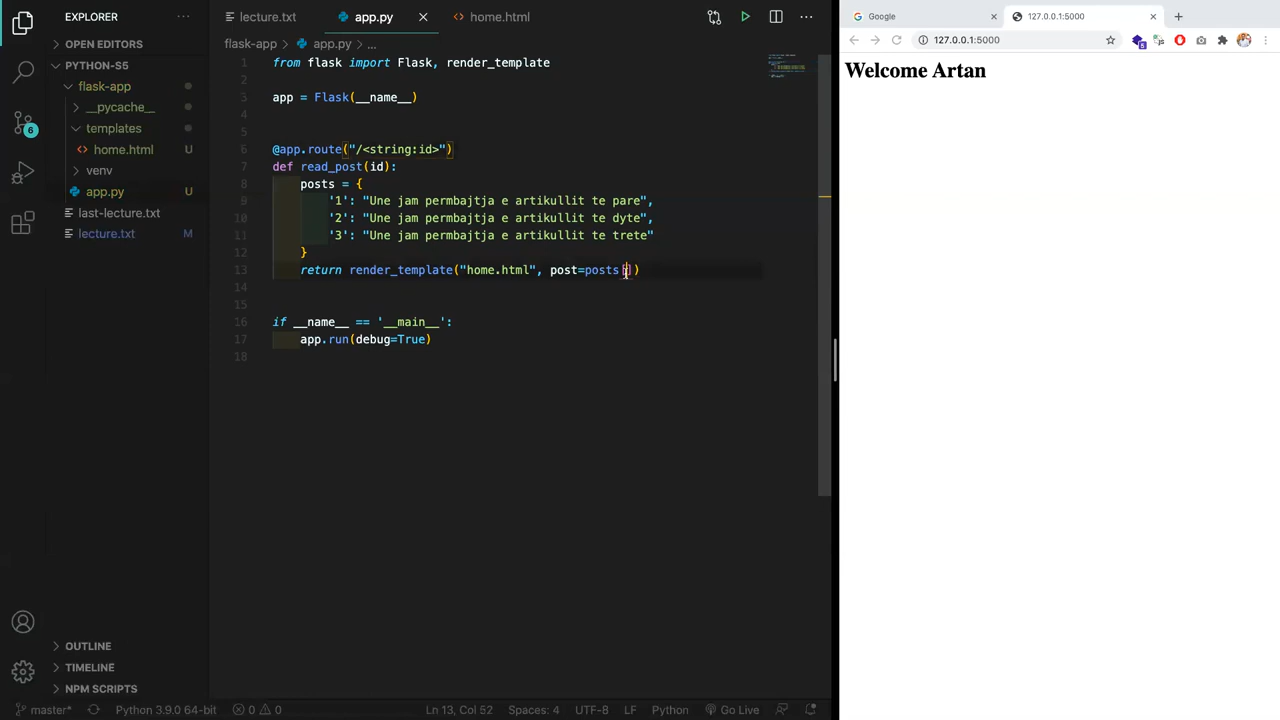 EXPLORER
OPEN EDITORS
PYTHON-S5
flask-app
__pycache__
templates
home.html U
venv
app.py U
last-lecture.txt
lecture.txt M
OUTLINE
TIMELINE
NPM SCRIPTS
6
lecture.txt app.py home.html
flask-app > app.py > ...
1 from flask import Flask, render_template
2
3 app = Flask(__name__)
4
5
6 @app.route("/<string:id>")
7 def read_post(id):
8 posts = {
9 '1': "Une jam permbajtja e artikullit te pare",
10 '2': "Une jam permbajtja e artikullit te dyte",
11 '3': "Une jam permbajtja e artikullit te trete"
12 }
13 return render_template("home.html", post=posts[])
14
15
16 if __name__ == '__main__':
17 app.run(debug=True)
18
master* Python 3.9.0 64-bit 0 0 Ln 13, Col 52 Spaces: 4 UTF-8 LF Python Go Live
Google 127.0.0.1:5000
127.0.0.1:5000
5
Welcome Artan